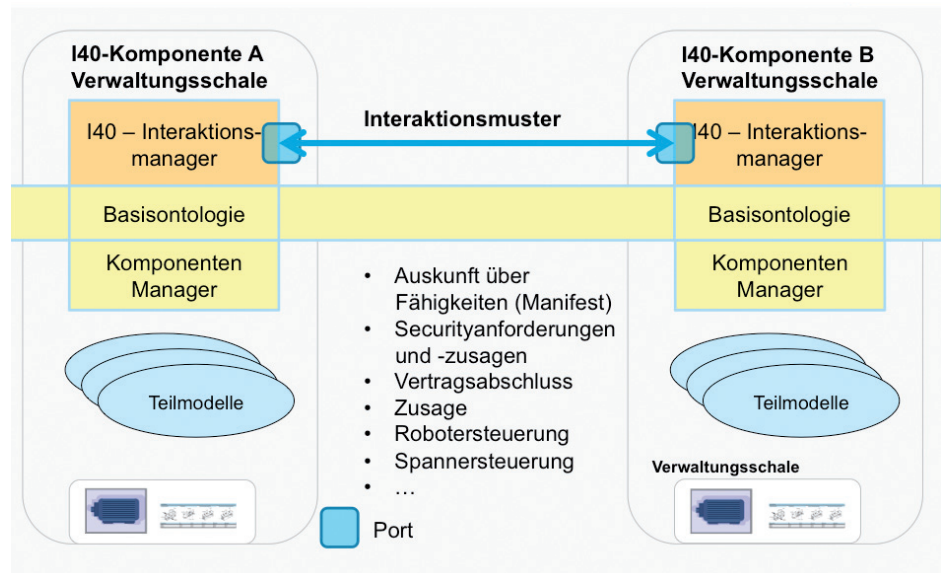 I40-Komponente A
Verwaltungsschale
I40 – Interaktions-
manager
Basisontologie
Komponenten
Manager
Teilmodelle
Interaktionsmuster
• Auskunft über
Fähigkeiten (Manifest)
• Securityanforderungen
und -zusagen
• Vertragsabschluss
• Zusage
• Robotersteuerung
• Spannersteuerung
• …
Port
I40-Komponente B
Verwaltungsschale
I40 – Interaktions-
manager
Basisontologie
Komponenten
Manager
Teilmodelle
Verwaltungsschale